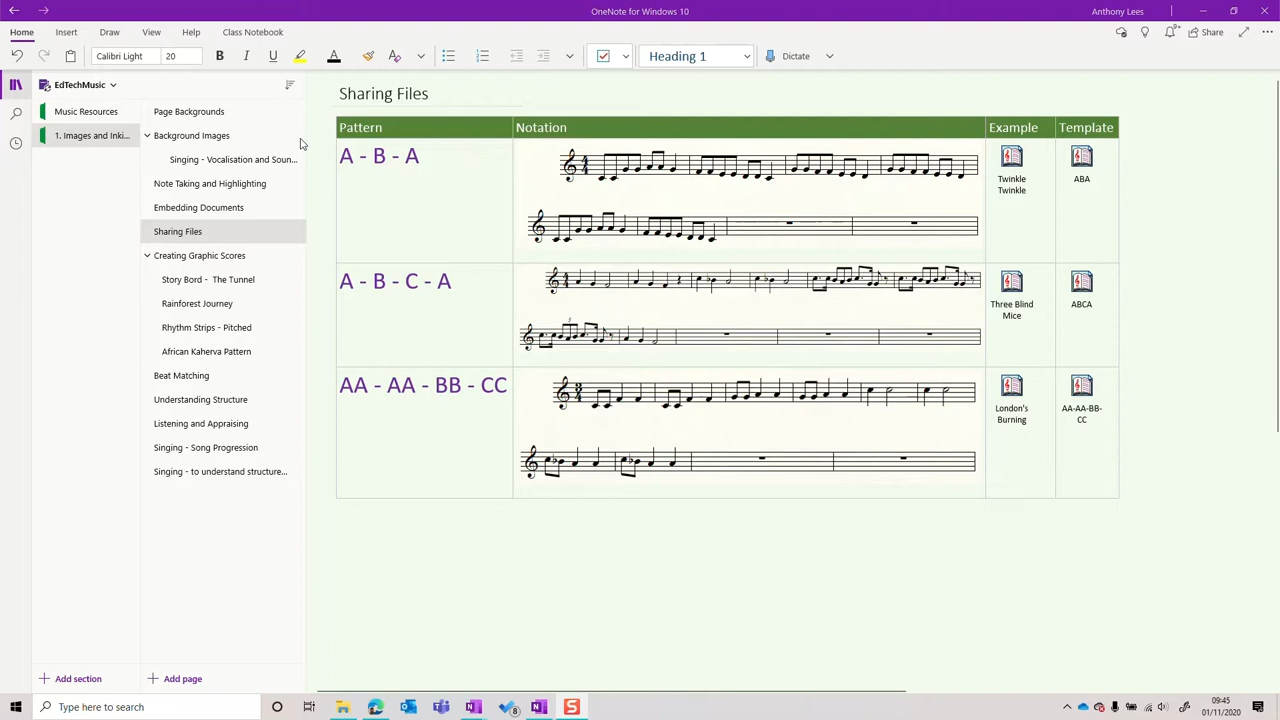 OneNote for Windows 10
Anthony Lees
Home
Insert
Draw
View
Help
Class Notebook
Share
Calibri Light
20
B
I
U
A
Heading 1
Dictate
EdTechMusic
Music Resources
1. Images and Inki...
Add section
Page Backgrounds
Background Images
Singing - Vocalisation and Soun...
Note Taking and Highlighting
Embedding Documents
Sharing Files
Creating Graphic Scores
Story Bord - The Tunnel
Rainforest Journey
Rhythm Strips - Pitched
African Kaherva Pattern
Beat Matching
Understanding Structure
Listening and Appraising
Singing - Song Progression
Singing - to understand structure...
Add page
Sharing Files
Pattern
Notation
Example
Template
A - B - A
Twinkle
Twinkle
ABA
A - B - C - A
Three Blind
Mice
ABCA
AA - AA - BB - CC
London's
Burning
AA-AA-BB-
CC
Type here to search
8
09:45
01/11/2020